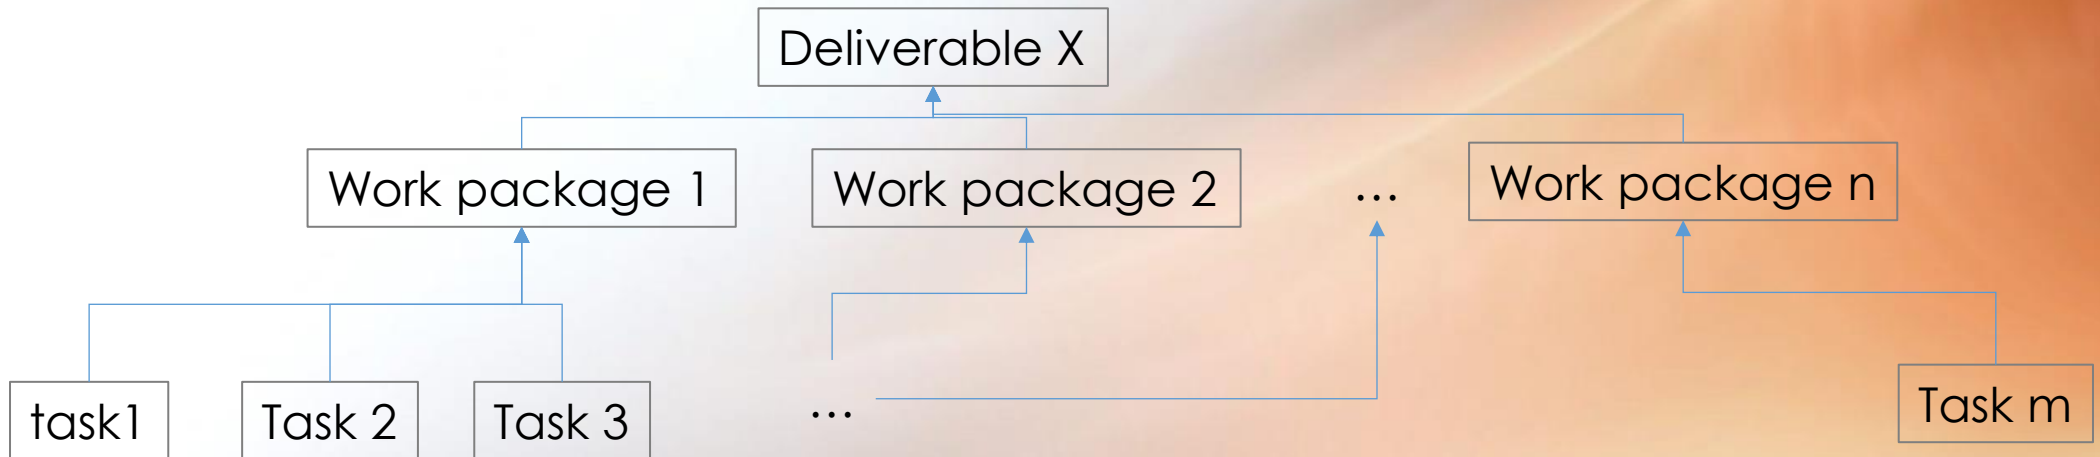 Deliverable X
Work package 1
Work package 2
...
Work package n
task1
Task 2
Task 3
...
Task m